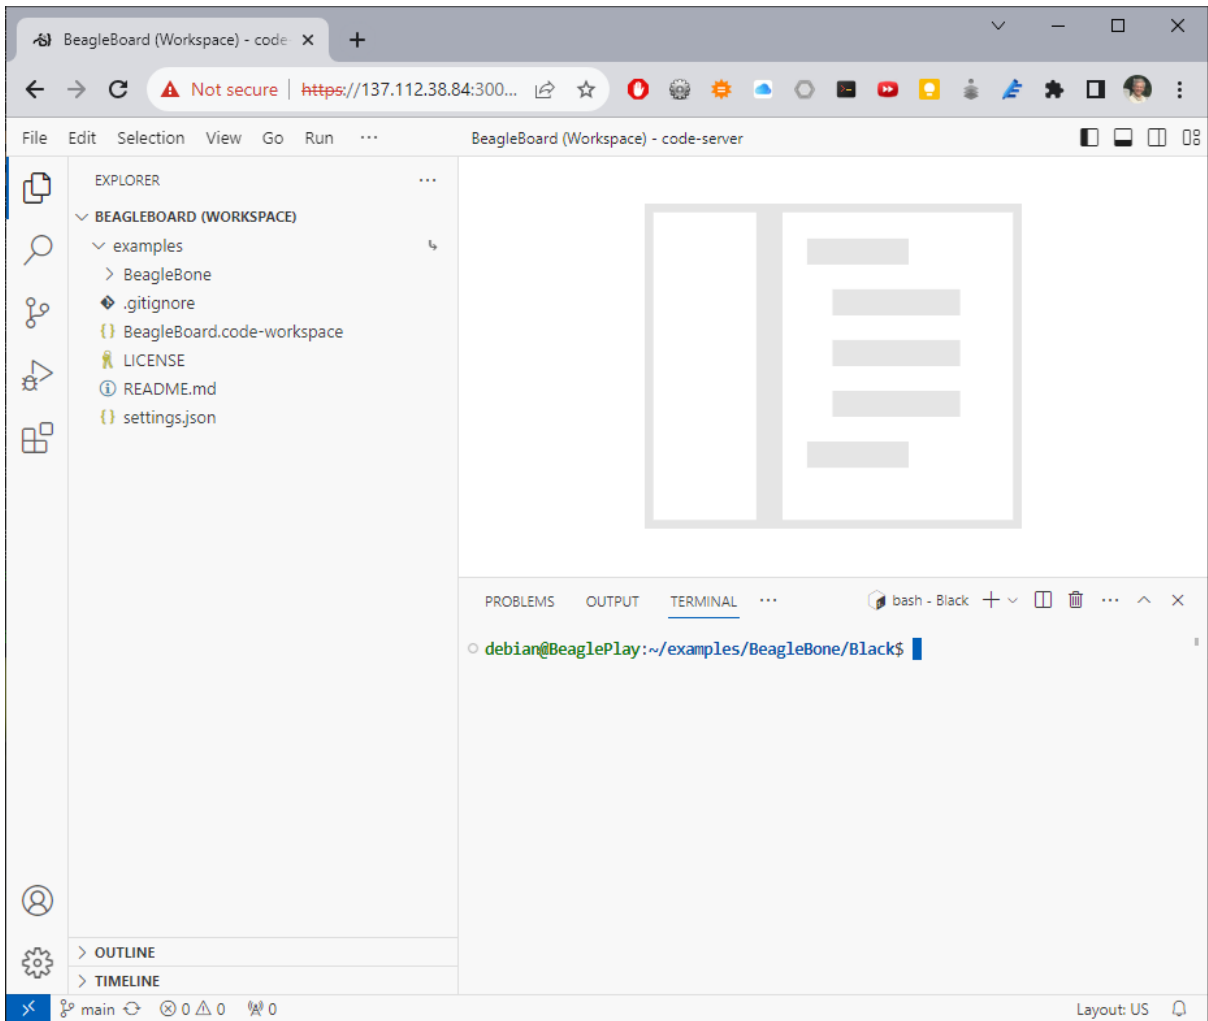 BeagleBoard (Workspace) - code-
Not secure | https://137.112.38.84:300...
File Edit Selection View Go Run ··· BeagleBoard (Workspace) - code-server
EXPLORER ···
BEAGLEBOARD (WORKSPACE)
examples
BeagleBone
.gitignore
BeagleBoard.code-workspace
LICENSE
README.md
settings.json
PROBLEMS OUTPUT TERMINAL ··· bash - Black
debian@BeaglePlay:~/examples/BeagleBone/Black$
OUTLINE
TIMELINE
main 0 0 0 Layout: US